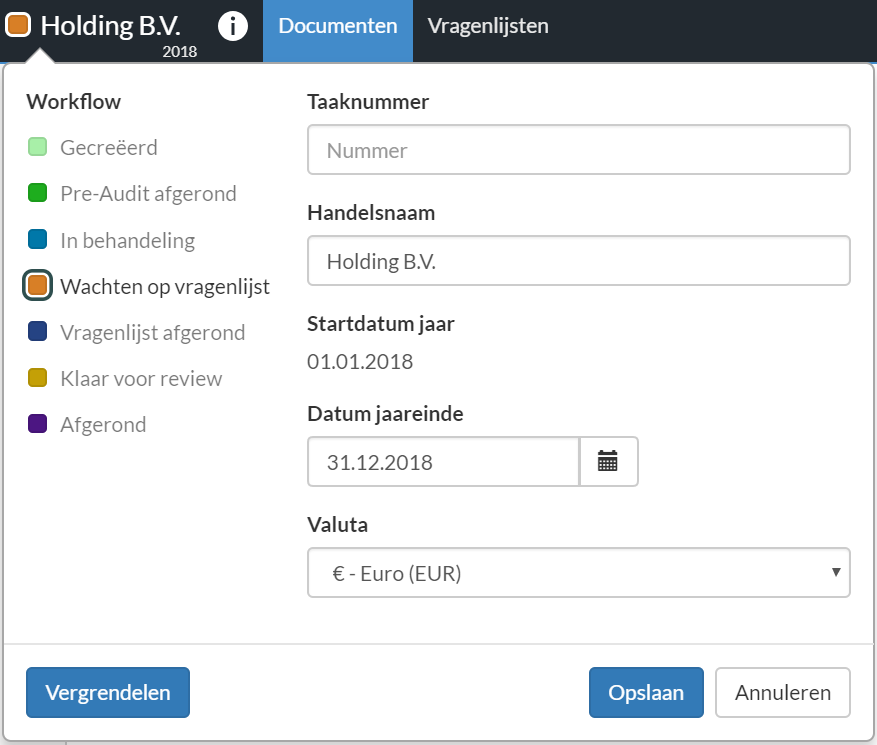 Holding B.V.
2018
Documenten
Vragenlijsten
Workflow
Gecreëerd
Pre-Audit afgerond
In behandeling
Wachten op vragenlijst
Vragenlijst afgerond
Klaar voor review
Afgerond
Taaknummer
Nummer
Handelsnaam
Holding B.V.
Startdatum jaar
01.01.2018
Datum jaareinde
31.12.2018
Valuta
€ - Euro (EUR)
Vergrendelen
Opslaan
Annuleren